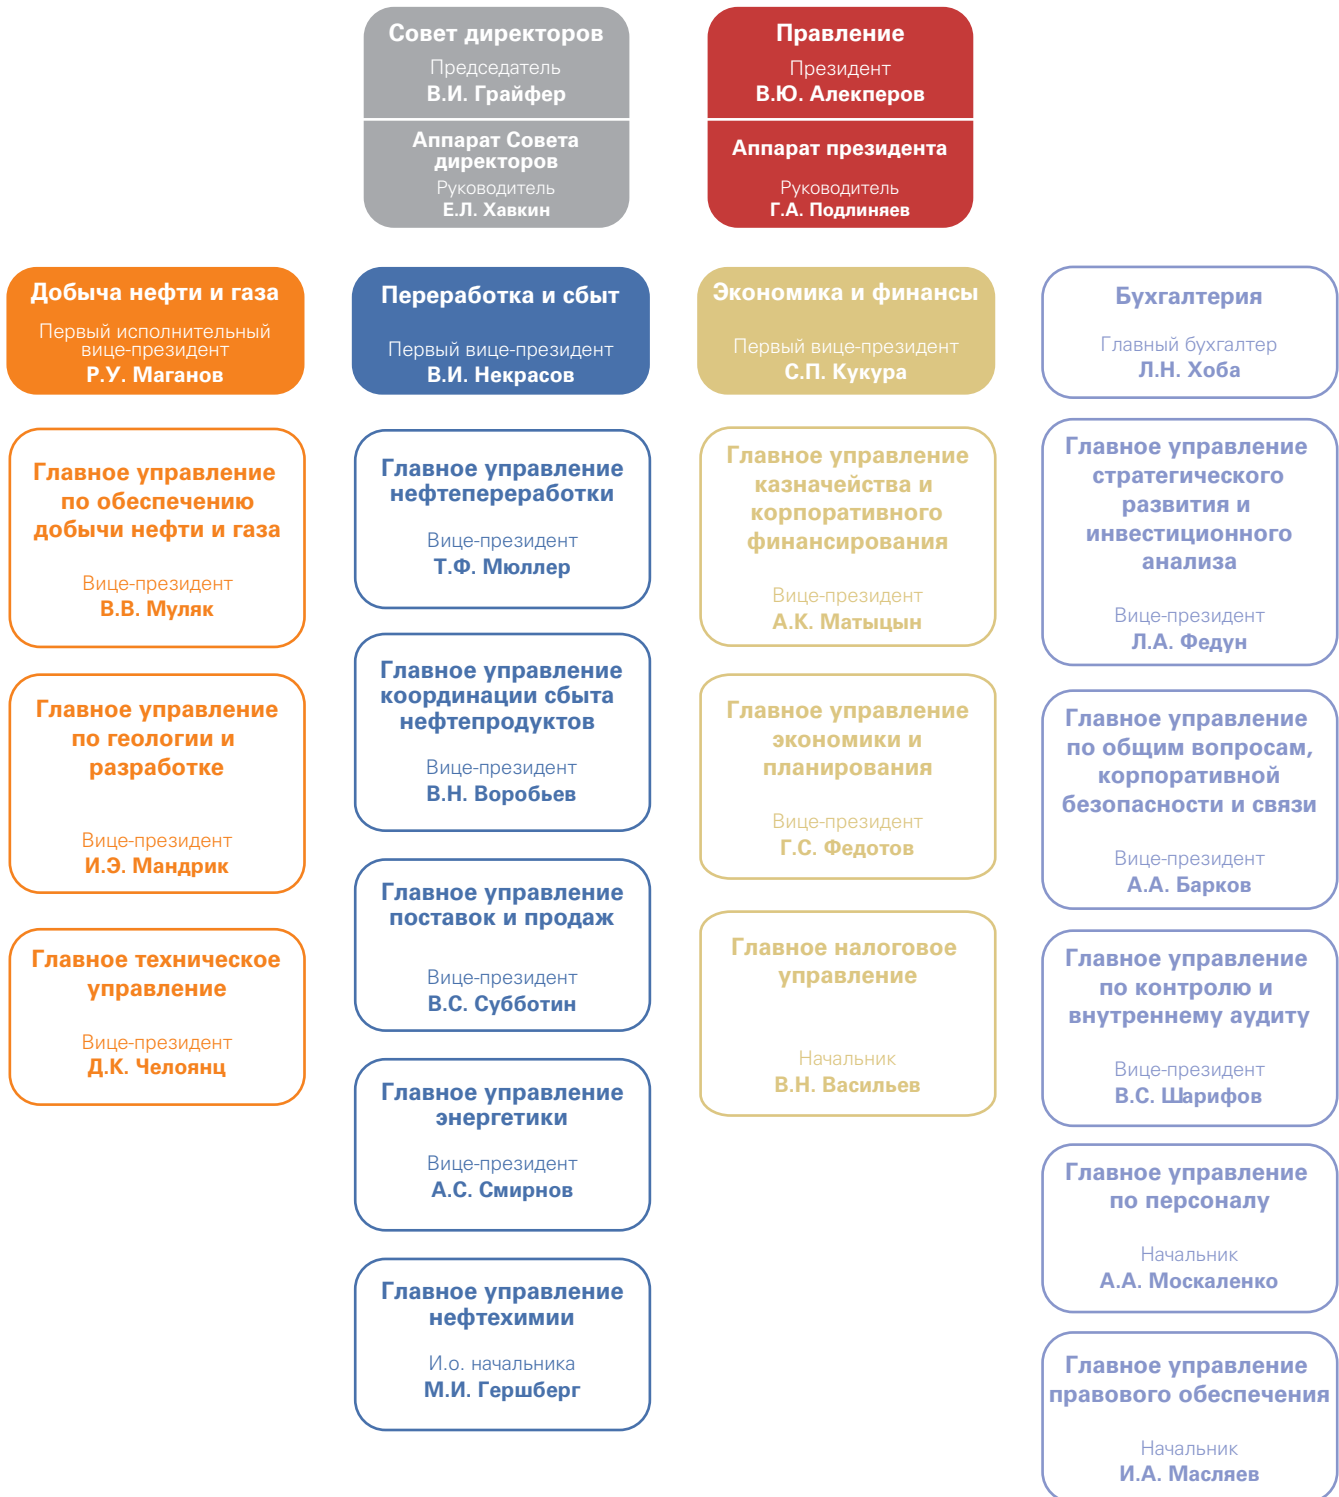 Совет директоров
Председатель
В.И. Грайфер
Аппарат Совета
директоров
Руководитель
Е.Л. Хавкин
Правление
Президент
В.Ю. Алекперов
Аппарат президента
Руководитель
Г.А. Подлиняев
Добыча нефти и газа
Первый исполнительный
вице-президент
Р.У. Маганов
Главное управление
по обеспечению
добычи нефти и газа
Вице-президент
В.В. Муляк
Главное управление
по геологии и
разработке
Вице-президент
И.Э. Мандрик
Главное техническое
управление
Вице-президент
Д.К. Челоянц
Переработка и сбыт
Первый вице-президент
В.И. Некрасов
Главное управление
нефтепереработки
Вице-президент
Т.Ф. Мюллер
Главное управление
координации сбыта
нефтепродуктов
Вице-президент
В.Н. Воробьев
Главное управление
поставок и продаж
Вице-президент
В.С. Субботин
Главное управление
энергетики
Вице-президент
А.С. Смирнов
Главное управление
нефтехимии
И.о. начальника
М.И. Гершберг
Экономика и финансы
Первый вице-президент
С.П. Кукура
Главное управление
казначейства и
корпоративного
финансирования
Вице-президент
А.К. Матыцын
Главное управление
экономики и
планирования
Вице-президент
Г.С. Федотов
Главное налоговое
управление
Начальник
В.Н. Васильев
Бухгалтерия
Главный бухгалтер
Л.Н. Хоба
Главное управление
стратегического
развития и
инвестиционного
анализа
Вице-президент
Л.А. Федун
Главное управление
по общим вопросам,
корпоративной
безопасности и связи
Вице-президент
А.А. Барков
Главное управление
по контролю и
внутреннему аудиту
Вице-президент
В.С. Шарифов
Главное управление
по персоналу
Начальник
А.А. Москаленко
Главное управление
правового обеспечения
Начальник
И.А. Масляев